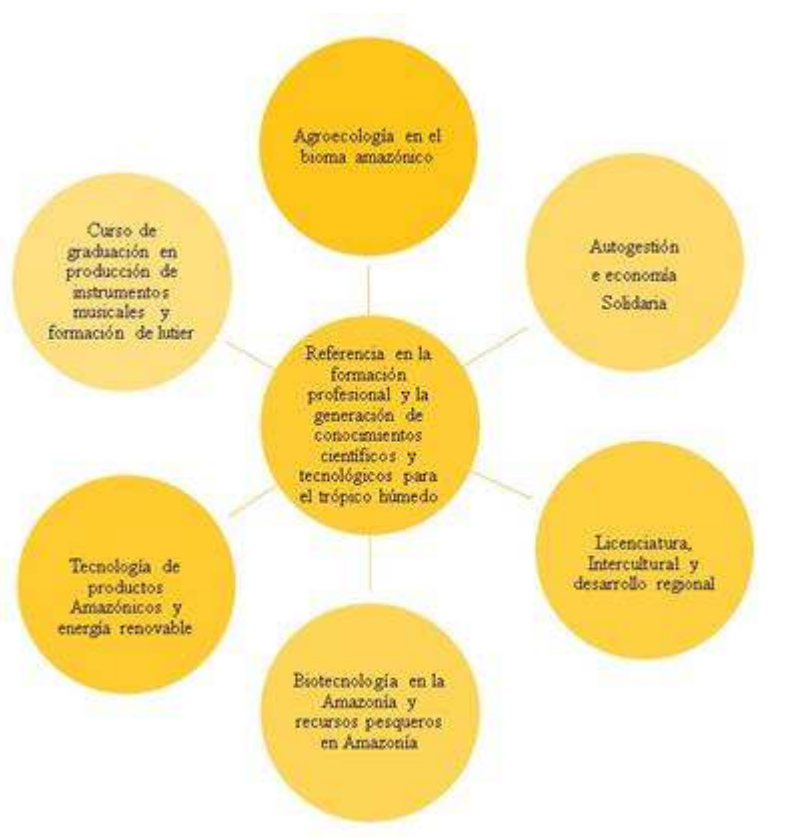 Agroecología en el
bioma amazónico
Autogestión
e economía
Solidaria
Licenciatura,
Intercultural y
desarrollo regional
Biotecnología en la
Amazonía y
recursos pesqueros
en Amazonía
Tecnología de
productos
Amazónicos y
energía renovable
Curso de
graduación en
producción de
instrumentos
musicales y
formación de lutier
Referencia en la
formación
profesional y la
generación de
conocimientos
científicos y
tecnológicos para
el trópico húmedo